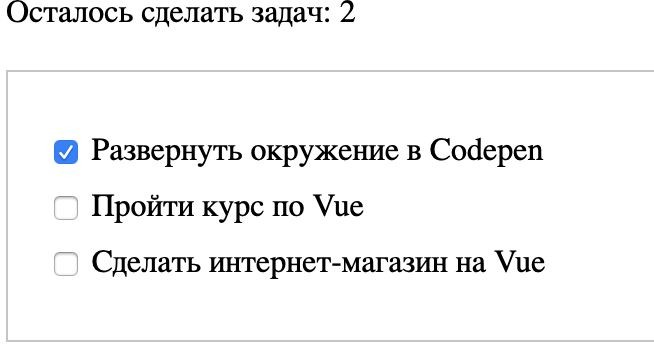 Осталось сделать задач: 2
Развернуть окружение в Codepen
Пройти курс по Vue
Сделать интернет-магазин на Vue